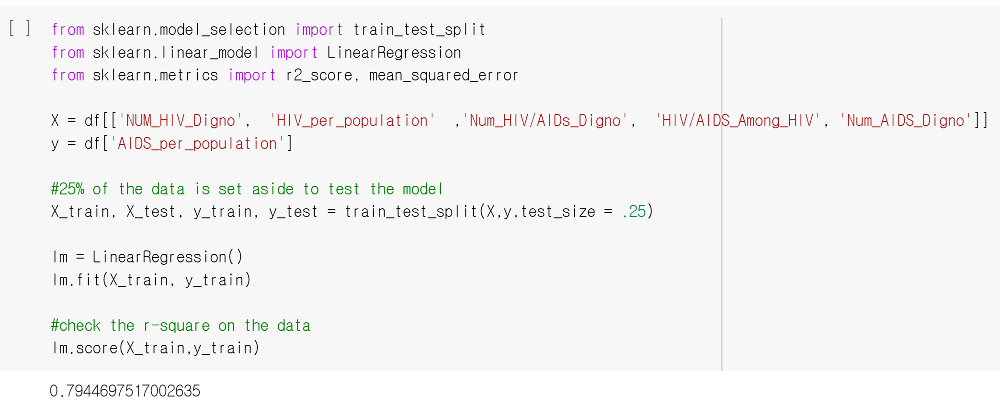 [ ] from sklearn.model_selection import train_test_split
from sklearn.linear_model import LinearRegression
from sklearn.metrics import r2_score, mean_squared_error
X = df[['NUM_HIV_Digno',  'HIV_per_population'  ,'Num_HIV/AIDs_Digno',  'HIV/AIDS_Among_HIV', 'Num_AIDS_Digno']]
y = df['AIDS_per_population']
#25% of the data is set aside to test the model
X_train, X_test, y_train, y_test = train_test_split(X,y,test_size = .25)
lm = LinearRegression()
lm.fit(X_train, y_train)
#check the r-square on the data
lm.score(X_train,y_train)
0.7944697517002635